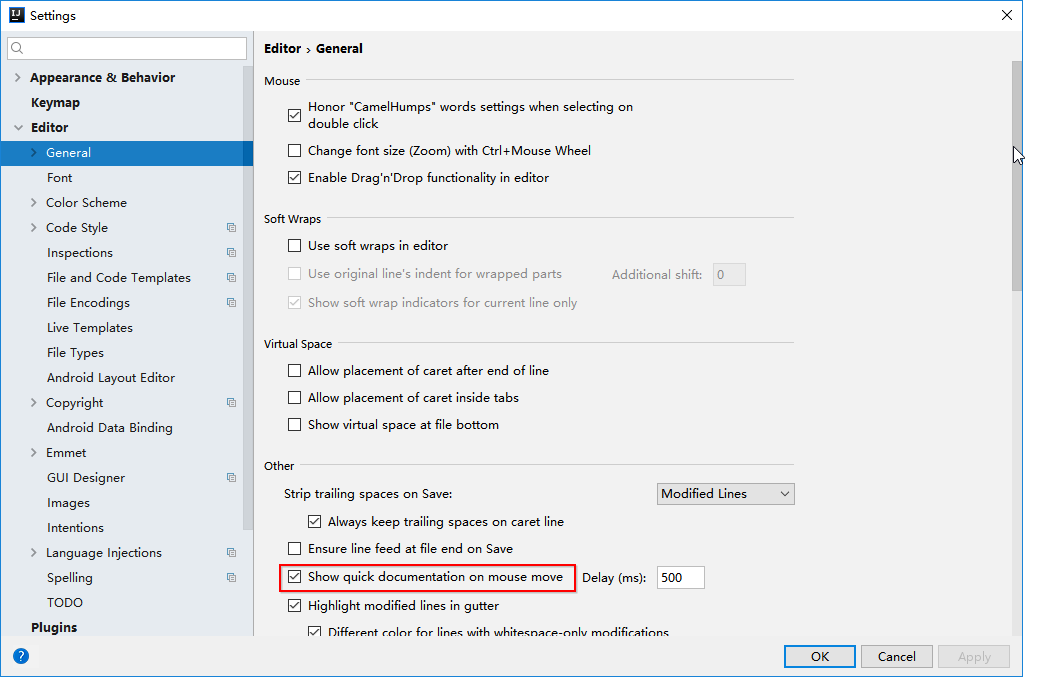 IJ
Settings
Appearance & Behavior
Keymap
Editor
General
Font
Color Scheme
Code Style
Inspections
File and Code Templates
File Encodings
Live Templates
File Types
Android Layout Editor
Copyright
Android Data Binding
Emmet
GUI Designer
Images
Intentions
Language Injections
Spelling
TODO
Plugins
?
Editor › General
Mouse
Honor "CamelHumps" words settings when selecting on
double click
Change font size (Zoom) with Ctrl+Mouse Wheel
Enable Drag'n'Drop functionality in editor
Soft Wraps
Use soft wraps in editor
Use original line's indent for wrapped parts Additional shift: 0
Show soft wrap indicators for current line only
Virtual Space
Allow placement of caret after end of line
Allow placement of caret inside tabs
Show virtual space at file bottom
Other
Strip trailing spaces on Save: Modified Lines
Always keep trailing spaces on caret line
Ensure line feed at file end on Save
Show quick documentation on mouse move Delay (ms): 500
Highlight modified lines in gutter
Different color for lines with whitespace-only modifications
OK Cancel Apply